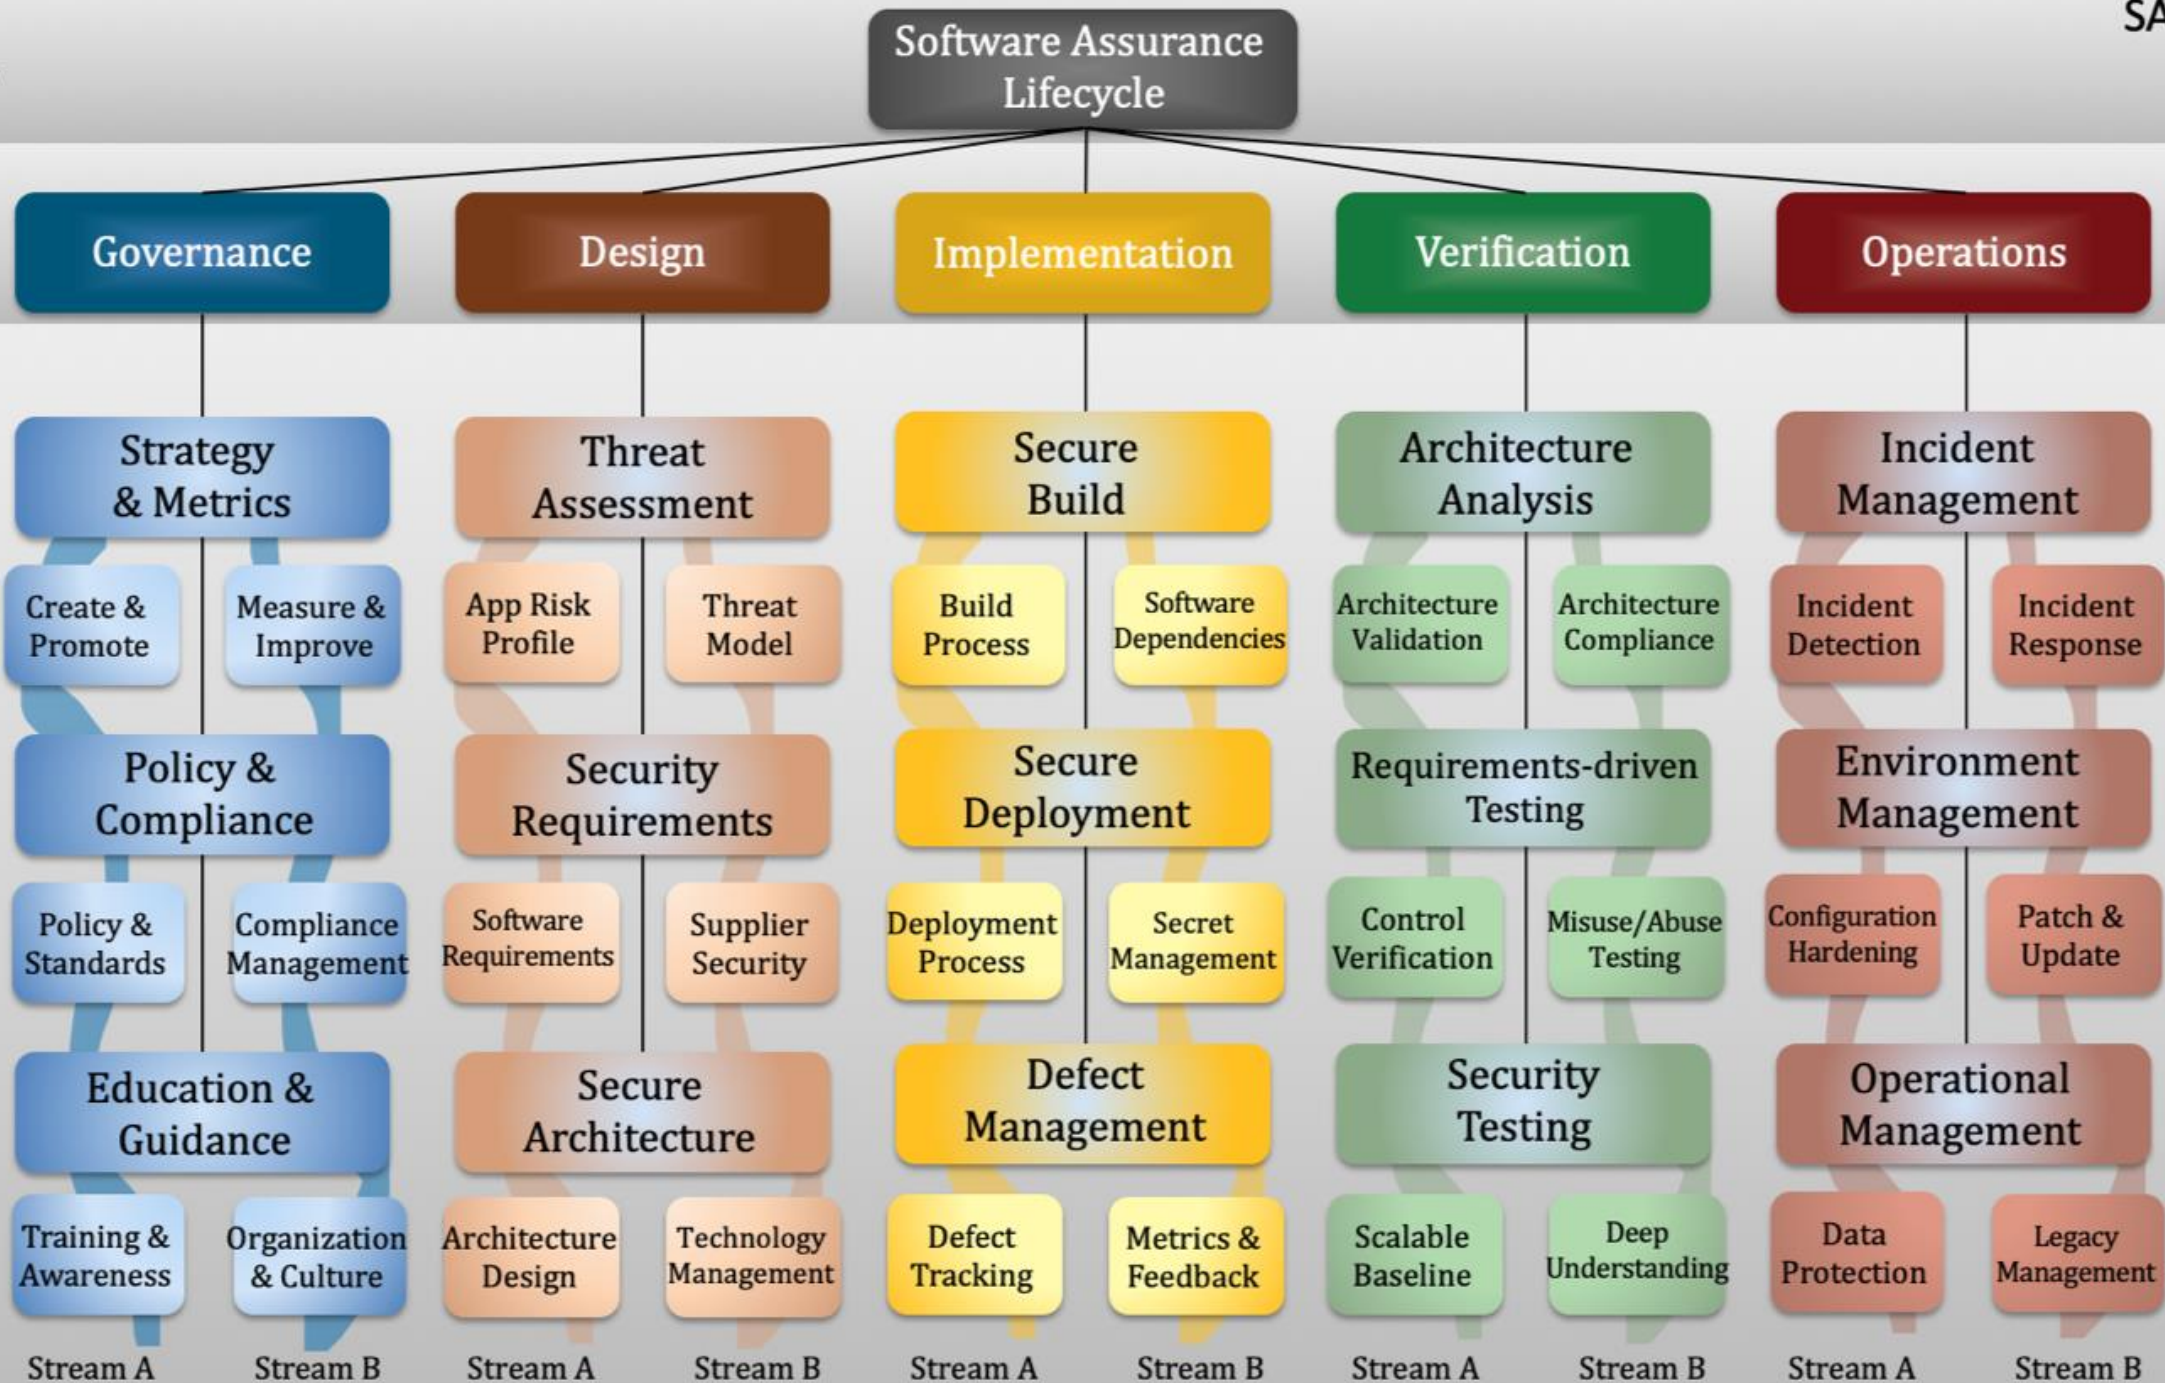 SA
Software Assurance
Lifecycle
Governance
Design
Implementation
Verification
Operations
Strategy
& Metrics
Threat
Assessment
Secure
Build
Architecture
Analysis
Incident
Management
Create &
Promote
Measure &
Improve
App Risk
Profile
Threat
Model
Build
Process
Software
Dependencies
Architecture
Validation
Architecture
Compliance
Incident
Detection
Incident
Response
Policy &
Compliance
Security
Requirements
Secure
Deployment
Requirements-driven
Testing
Environment
Management
Policy &
Standards
Compliance
Management
Software
Requirements
Supplier
Security
Deployment
Process
Secret
Management
Control
Verification
Misuse/Abuse
Testing
Configuration
Hardening
Patch &
Update
Education &
Guidance
Secure
Architecture
Defect
Management
Security
Testing
Operational
Management
Training &
Awareness
Organization
& Culture
Architecture
Design
Technology
Management
Defect
Tracking
Metrics &
Feedback
Scalable
Baseline
Deep
Understanding
Data
Protection
Legacy
Management
Stream A
Stream B
Stream A
Stream B
Stream A
Stream B
Stream A
Stream B
Stream A
Stream B